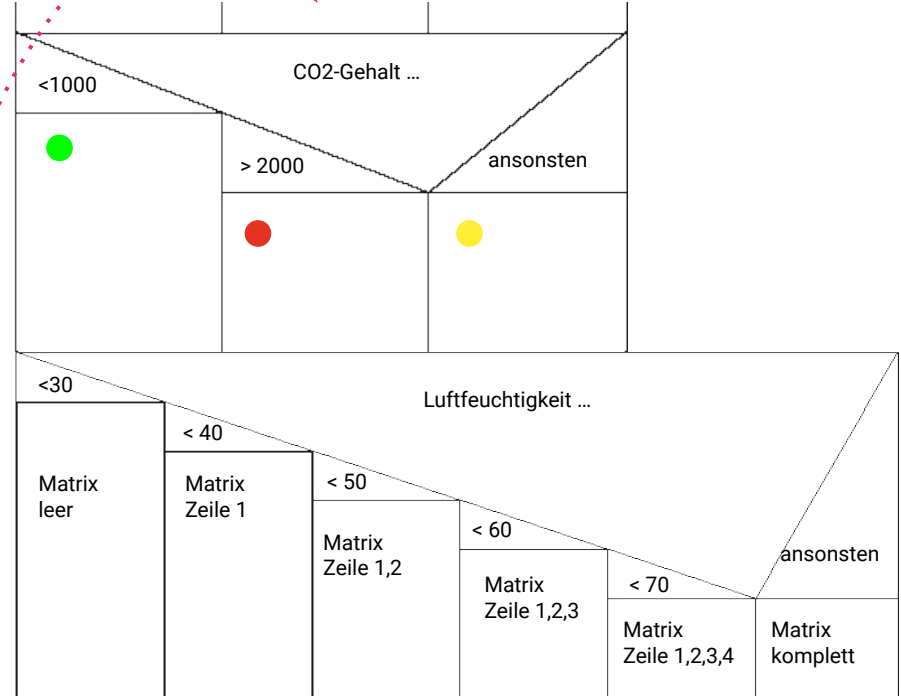 CO2-Gehalt ...
<1000
> 2000
ansonsten
Luftfeuchtigkeit ...
<30
< 40
< 50
< 60
< 70
ansonsten
Matrix
leer
Matrix
Zeile 1
Matrix
Zeile 1,2
Matrix
Zeile 1,2,3
Matrix
Zeile 1,2,3,4
Matrix
komplett